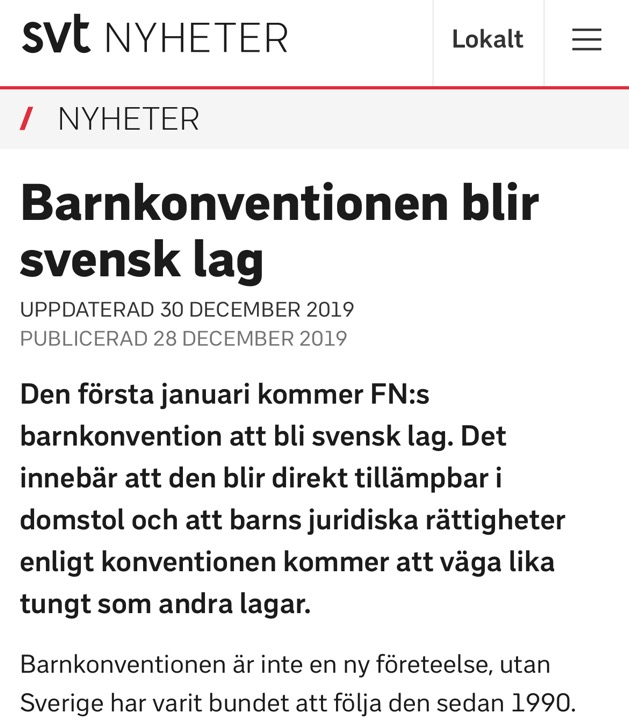 svt NYHETER
Lokalt
/ NYHETER
Barnkonventionen blir
svensk lag
UPPDATERAD 30 DECEMBER 2019
PUBLICERAD 28 DECEMBER 2019
Den första januari kommer FN:s
barnkonvention att bli svensk lag. Det
innebär att den blir direkt tillämpbar i
domstol och att barns juridiska rättigheter
enligt konventionen kommer att väga lika
tungt som andra lagar.
Barnkonventionen är inte en ny företeelse, utan
Sverige har varit bundet att följa den sedan 1990.